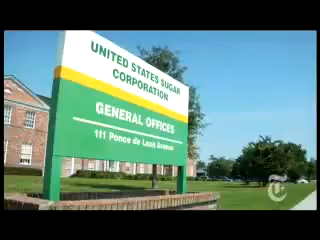 UNITED STATES SUGAR
CORPORATION
GENERAL OFFICES
111 Ponce de Leon Avenue
T